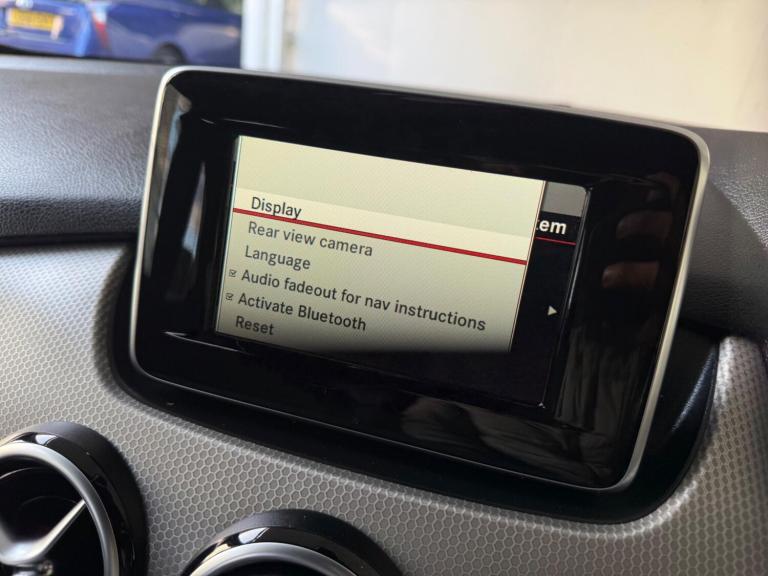 Display
.em
Rear view camera
Language
Audio fadeout for nav instructions
Activate Bluetooth
Reset